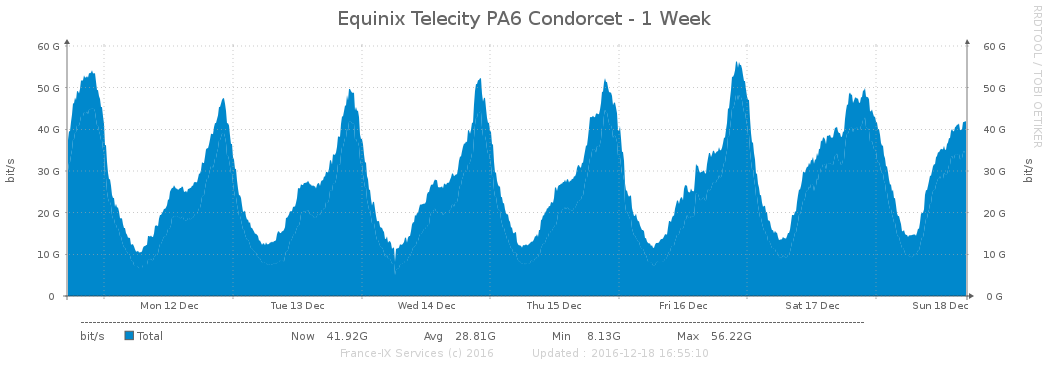 Equinix Telecity PA6 Condorcet - 1 Week
RRDTOOL / TOBI OETIKER
60 G 60 G
50 G 50 G
40 G 40 G
30 G 30 G
20 G 20 G
10 G 10 G
0 0 G
bit/s
bit/s
Mon 12 Dec Tue 13 Dec Wed 14 Dec Thu 15 Dec Fri 16 Dec Sat 17 Dec Sun 18 Dec
bit/s Total Now 41.92G Avg 28.81G Min 8.13G Max 56.22G
France-IX Services (c) 2016 Updated : 2016-12-18 16:55:10